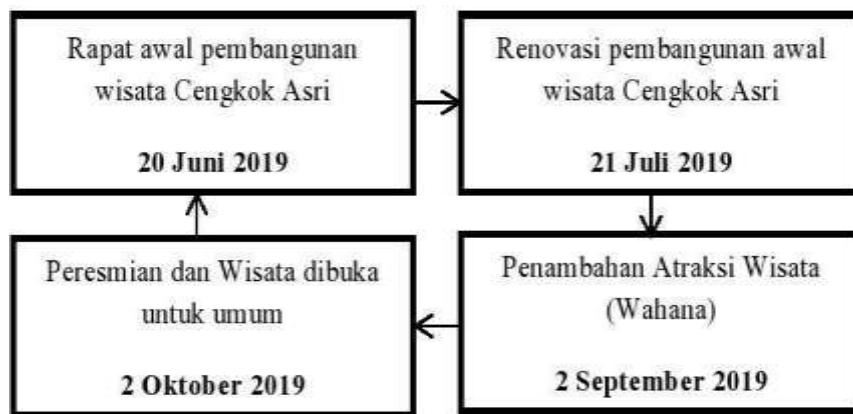 Rapat awal pembangunan
wisata Cengkok Asri
20 Juni 2019
Renovasi pembangunan awal
wisata Cengkok Asri
21 Juli 2019
Peresmian dan Wisata dibuka
untuk umum
2 Oktober 2019
Penambahan Atraksi Wisata
(Wahana)
2 September 2019